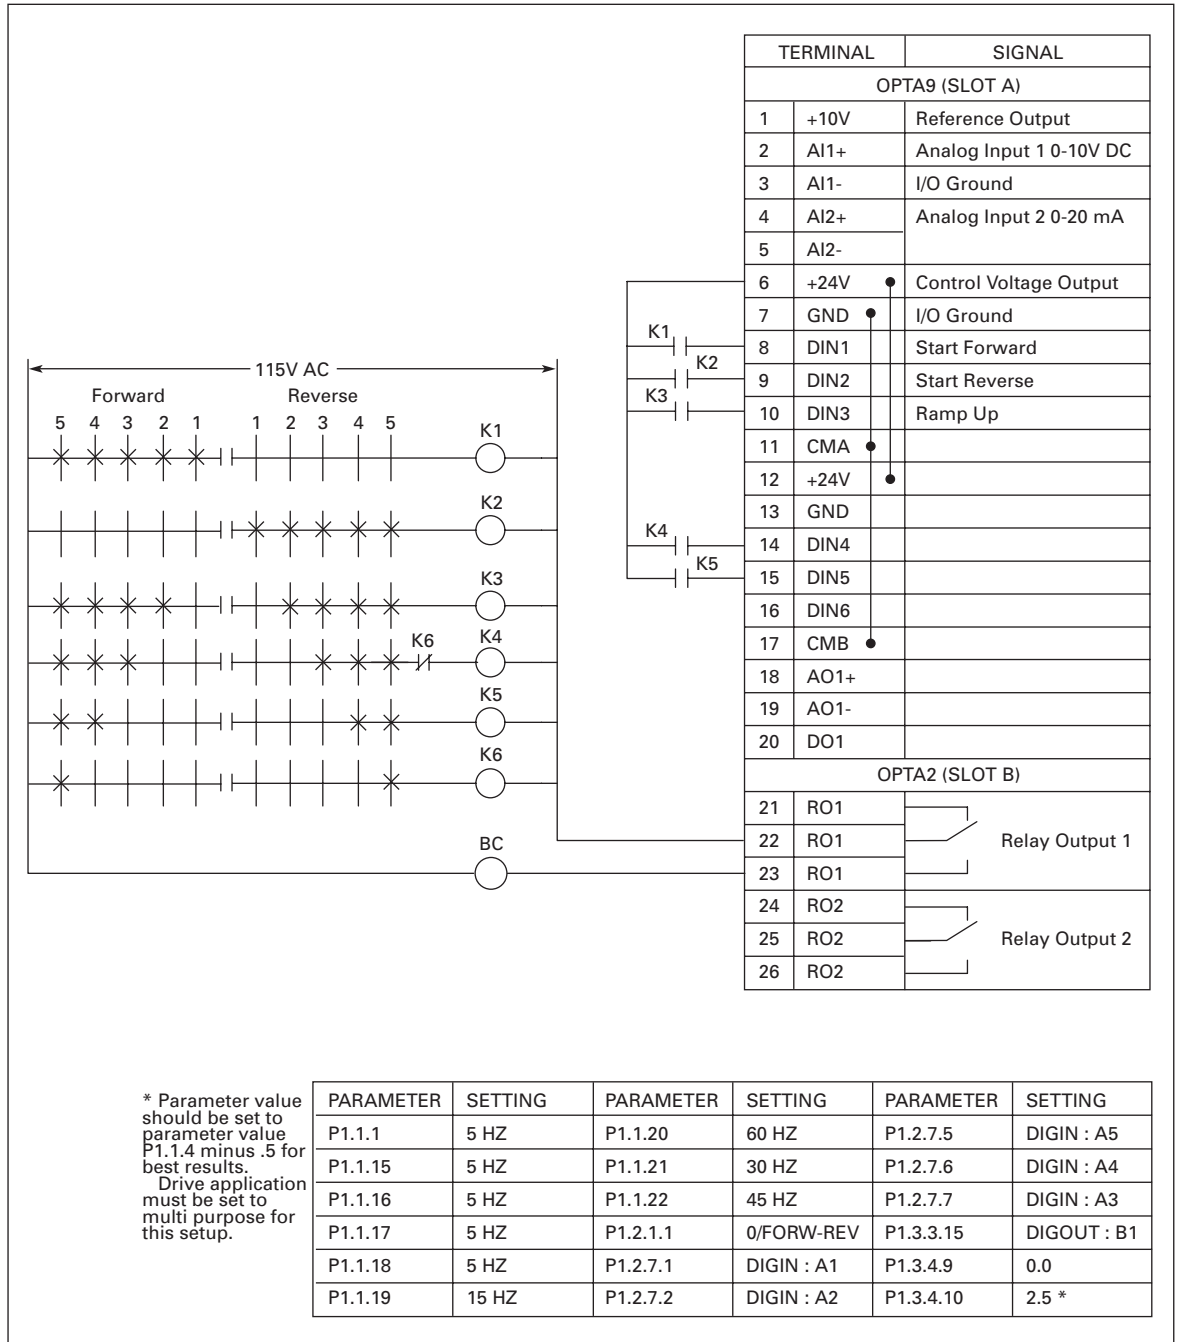 TERMINAL SIGNAL
OPTA9 (SLOT A)
1 +10V Reference Output
2 AI1+ Analog Input 1 0-10V DC
3 AI1- I/O Ground
4 AI2+ Analog Input 2 0-20 mA
5 AI2-
6 +24V Control Voltage Output
7 GND I/O Ground
8 DIN1 Start Forward
9 DIN2 Start Reverse
10 DIN3 Ramp Up
11 CMA
12 +24V
13 GND
14 DIN4
15 DIN5
16 DIN6
17 CMB
18 AO1+
19 AO1-
20 DO1
OPTA2 (SLOT B)
21 RO1
22 RO1 Relay Output 1
23 RO1
24 RO2
25 RO2 Relay Output 2
26 RO2
K1
K2
K3
K4
K5
115V AC
Forward Reverse
5 4 3 2 1 1 2 3 4 5
K1
K2
K3
K6 K4
K5
K6
BC
* Parameter value
should be set to
parameter value
P1.1.4 minus .5 for
best results.
Drive application
must be set to
multi purpose for
this setup.
PARAMETER SETTING PARAMETER SETTING PARAMETER SETTING
P1.1.1 5 HZ P1.1.20 60 HZ P1.2.7.5 DIGIN : A5
P1.1.15 5 HZ P1.1.21 30 HZ P1.2.7.6 DIGIN : A4
P1.1.16 5 HZ P1.1.22 45 HZ P1.2.7.7 DIGIN : A3
P1.1.17 5 HZ P1.2.1.1 0/FORW-REV P1.3.3.15 DIGOUT : B1
P1.1.18 5 HZ P1.2.7.1 DIGIN : A1 P1.3.4.9 0.0
P1.1.19 15 HZ P1.2.7.2 DIGIN : A2 P1.3.4.10 2.5 *